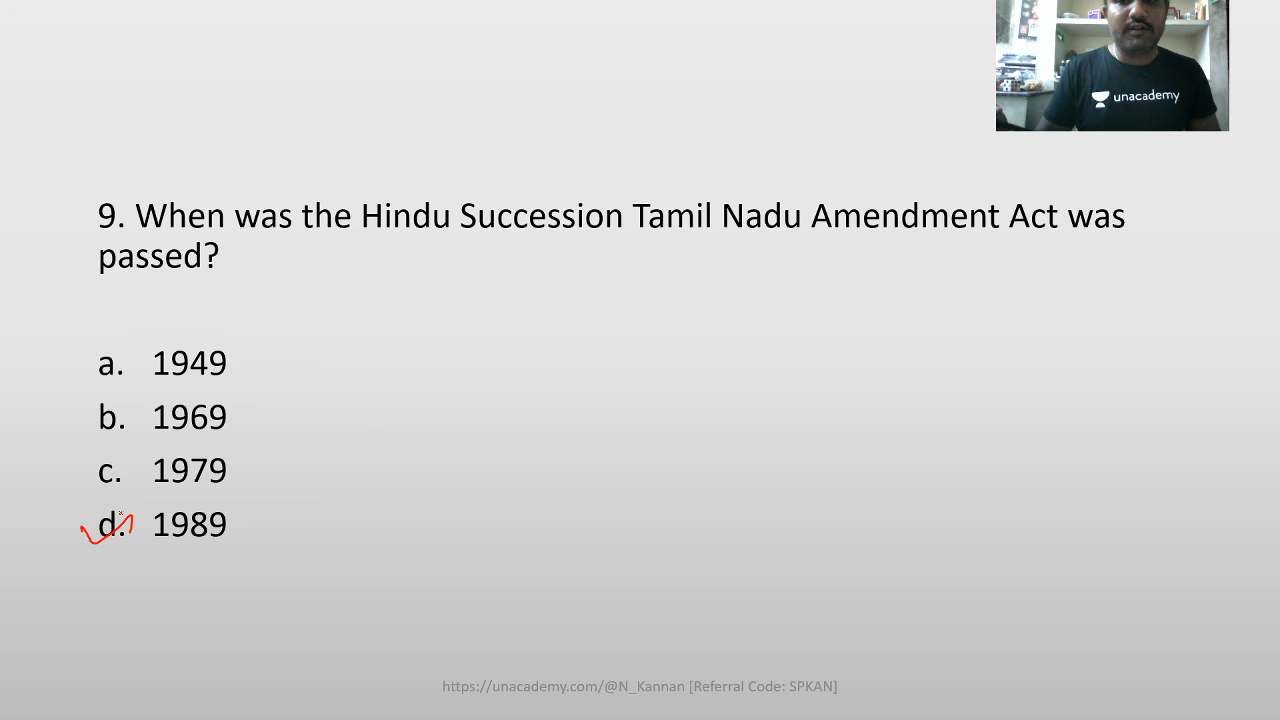 unacademy
9. When was the Hindu Succession Tamil Nadu Amendment Act was
passed?
a. 1949
b. 1969
c. 1979
d. 1989
https://unacademy.com/@N_Kannan [Referral Code: SPKAN]